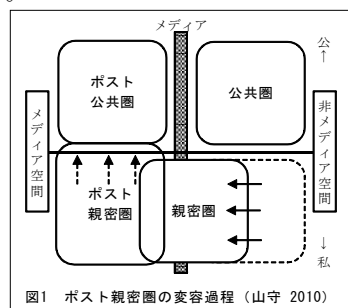 メディア
ポスト
公共圏
公共圏
公
↑
メディア空間
非メディア空間
ポスト
親密圏
親密圏
↓
私
図1 ポスト親密圏の変容過程（山守 2010）